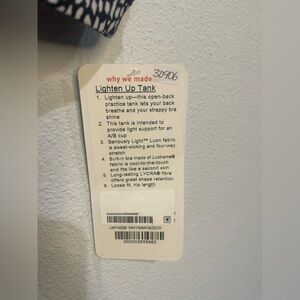 why we made 30906
Lighten Up Tank
1. Lighten up—this open-back
practice tank lets your back
breathe and your strappy bra
shine
2. This tank is intended to
provide light support for an
A/B cup
3. Seriously Light™ Luon fabric
is sweat-wicking and four-way
stretch
4. Built-in bra made of Luxtreme®
fabric is cool-to-the-touch
and fits like a second skin
5. Long-lasting LYCRA® fibre
offers great shape retention
6. Loose fit, hip length